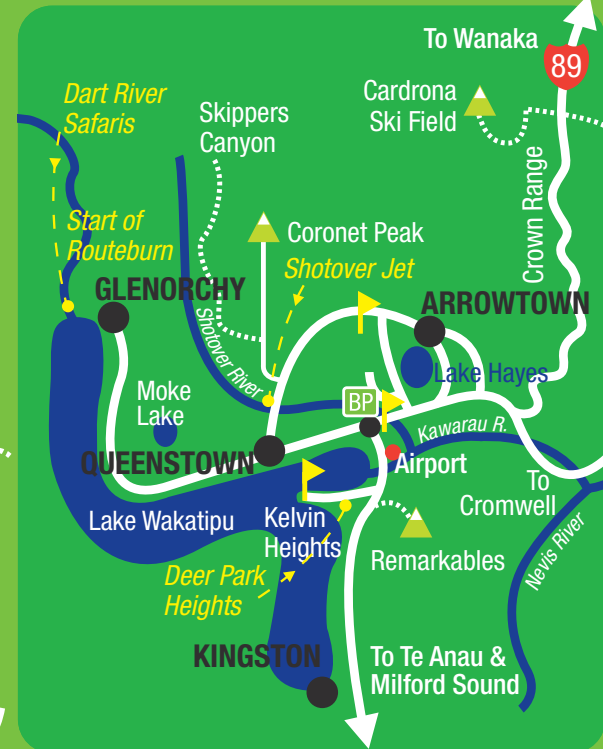 To Wanaka
89
Dart River
Safaris
Skippers
Canyon
Cardrona
Ski Field
Crown Range
Start of
Routeburn
Coronet Peak
Shotover Jet
GLENORCHY
ARROWTOWN
Shotover River
Lake Hayes
Moke
Lake
BP
Kawarau R.
QUEENSTOWN
Airport
To
Cromwell
Lake Wakatipu
Kelvin
Heights
Nevis River
Remarkables
Deer Park
Heights
KINGSTON
To Te Anau &
Milford Sound